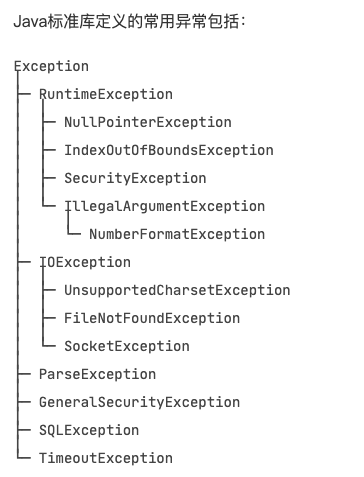 Java标准库定义的常用异常包括：
Exception
RuntimeException
NullPointerException
IndexOutOfBoundsException
SecurityException
IllegalArgumentException
NumberFormatException
IOException
UnsupportedCharsetException
FileNotFoundException
SocketException
ParseException
GeneralSecurityException
SQLException
TimeoutException